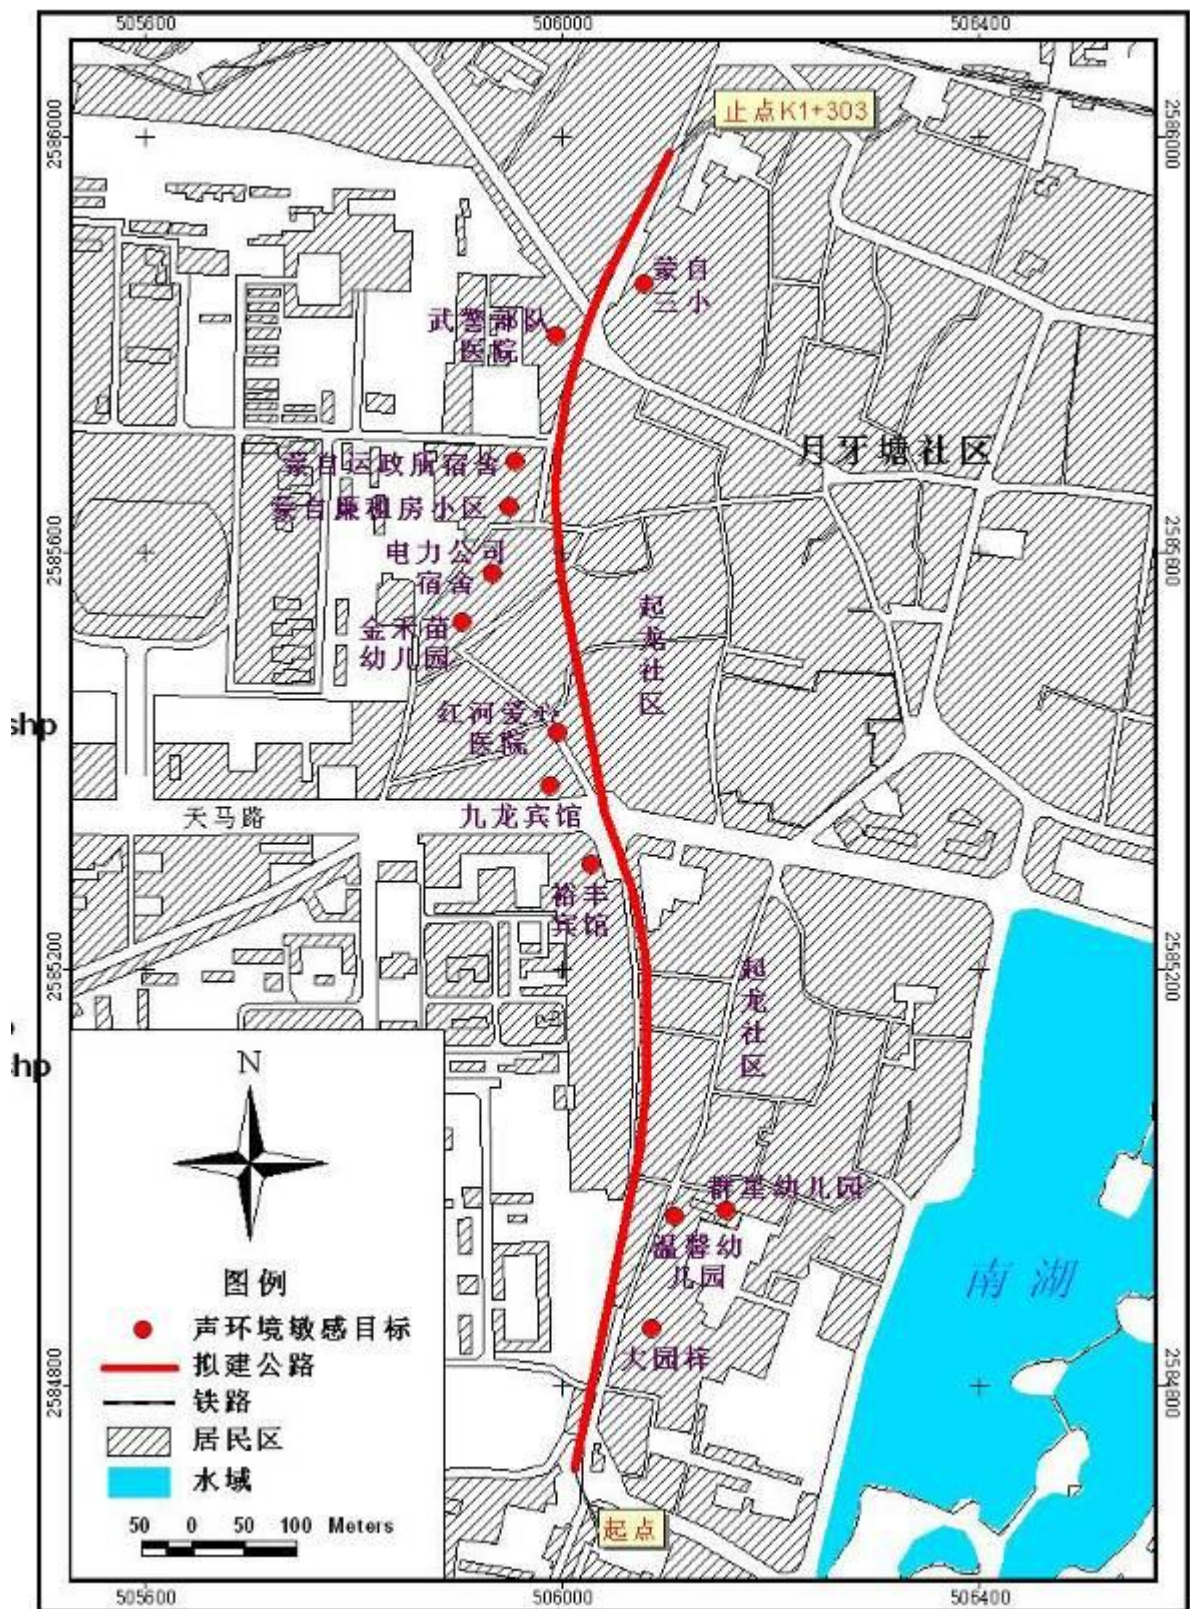 505600
506000
506400
2586000
2586000
止点K1+303
蒙自
三小
武警部队
医院
月牙塘社区
蒙自运政所宿舍
蒙自廉租房小区
2585600
2585600
电力公司
宿舍
起龙社区
金禾苗
幼儿园
shp
红河爱心
医院
天马路
九龙宾馆
裕丰
宾馆
2585200
2585200
起龙社区
hp
N
群星幼儿园
温馨幼
儿园
南湖
图例
声环境敏感目标
大园梓
拟建公路
2584800
2584800
铁路
居民区
水域
50 0 50 100 Meters
起点
505600
506000
506400